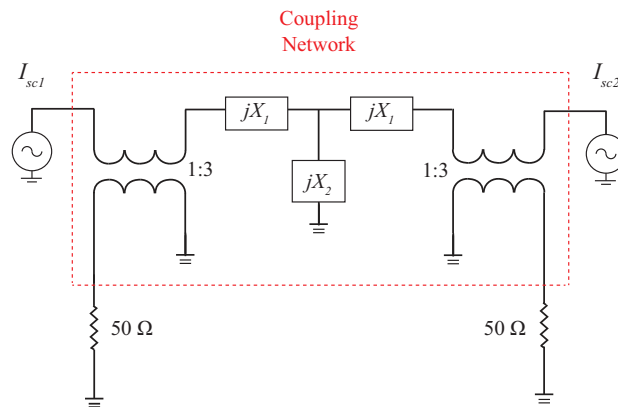 Coupling
Network
I_sc1
I_sc2
jX_1
jX_1
1:3
jX_2
1:3
50 Ω
50 Ω